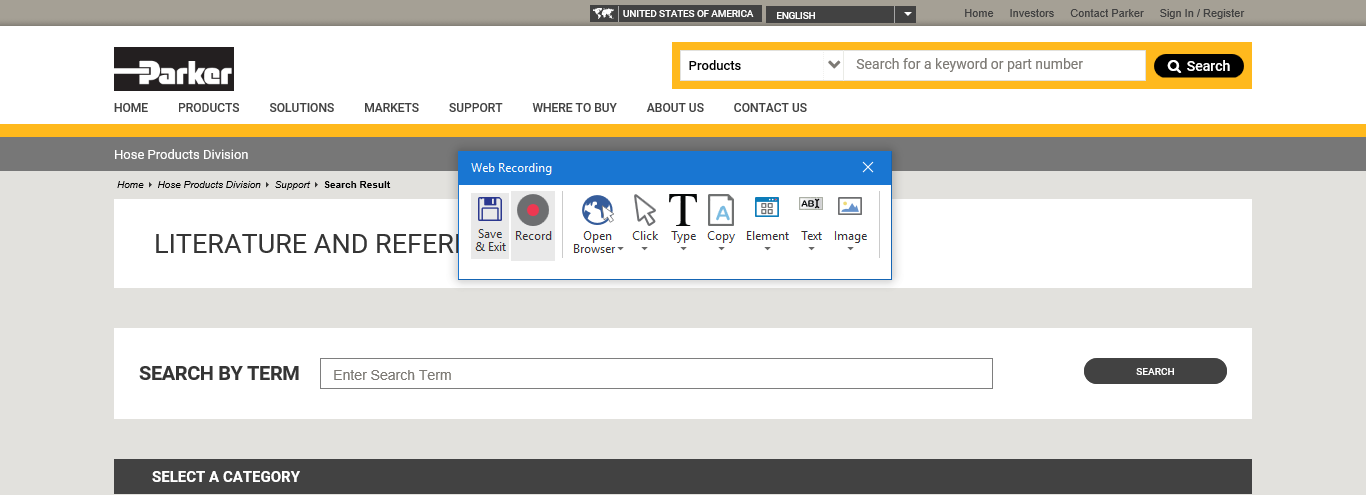 UNITED STATES OF AMERICA ENGLISH Home Investors Contact Parker Sign In / Register
Parker
Products Search for a keyword or part number Search
HOME PRODUCTS SOLUTIONS MARKETS SUPPORT WHERE TO BUY ABOUT US CONTACT US
Hose Products Division
Home Hose Products Division Support Search Result
Web Recording
Save & Exit
Record
Open Browser
Click
Type
Copy
Element
ABI
Text
Image
LITERATURE AND REFER
SEARCH BY TERM Enter Search Term SEARCH
SELECT A CATEGORY